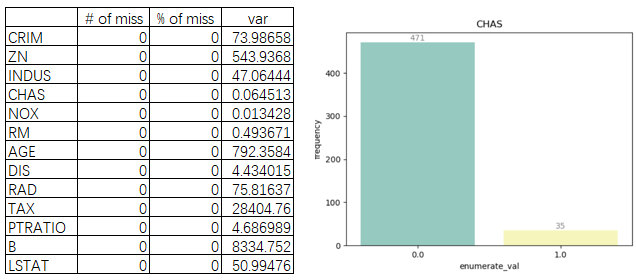 # of miss % of miss var
CRIM 0 0 73.98658
ZN 0 0 543.9368
INDUS 0 0 47.06444
CHAS 0 0 0.064513
NOX 0 0 0.013428
RM 0 0 0.493671
AGE 0 0 792.3584
DIS 0 0 4.434015
RAD 0 0 75.81637
TAX 0 0 28404.76
PTRATIO 0 0 4.686989
B 0 0 8334.752
LSTAT 0 0 50.99476
CHAS
471
400
300
200
100
0
frequency
35
0.0 1.0
enumerate_val